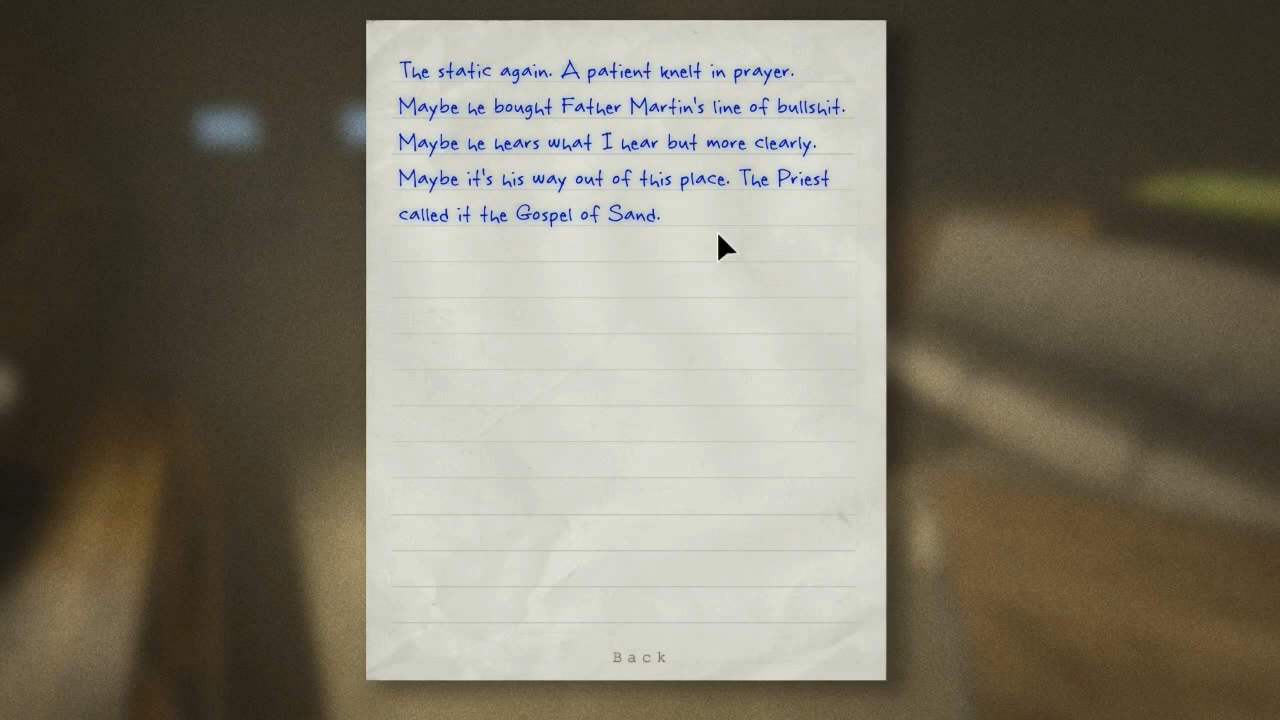 The static again. A patient knelt in prayer.
Maybe he bought Father Martin's line of bullshit.
Maybe he hears what I hear but more clearly.
Maybe it's his way out of this place. The Priest
called it the Gospel of Sand.
Back